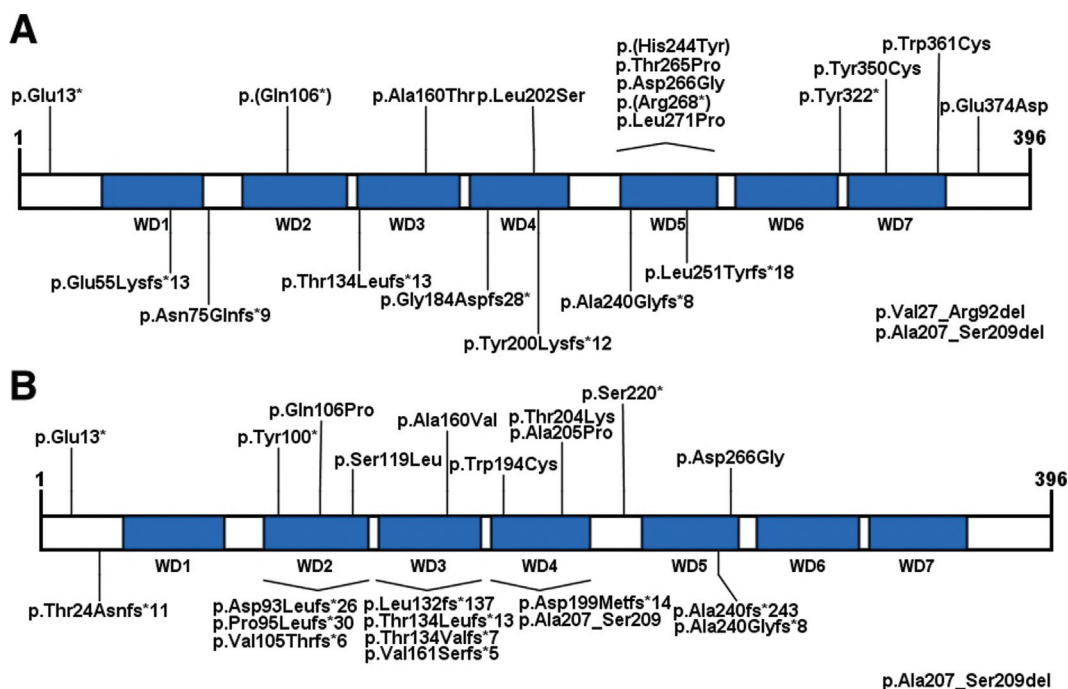 A
p.(His244Tyr)
p.Thr265Pro
p.Asp266Gly
p.(Arg268*)
p.Leu271Pro
p.Trp361Cys
p.Tyr350Cys
p.Glu13*
p.(Gln106*)
p.Ala160Thr
p.Leu202Ser
p.Tyr322*
p.Glu374Asp
1
396
WD1
WD2
WD3
WD4
WD5
WD6
WD7
p.Glu55Lysfs*13
p.Asn75Glnfs*9
p.Thr134Leufs*13
p.Gly184Aspfs28*
p.Tyr200Lysfs*12
p.Ala240Glyfs*8
p.Leu251Tyrfs*18
p.Val27_Arg92del
p.Ala207_Ser209del
B
p.Glu13*
p.Tyr100*
p.Gln106Pro
p.Ser119Leu
p.Ala160Val
p.Trp194Cys
p.Thr204Lys
p.Ala205Pro
p.Ser220*
p.Asp266Gly
1
396
WD1
WD2
WD3
WD4
WD5
WD6
WD7
p.Thr24Asnfs*11
p.Asp93Leufs*26
p.Pro95Leufs*30
p.Val105Thrfs*6
p.Leu132fs*137
p.Thr134Leufs*13
p.Thr134Valfs*7
p.Val161Serfs*5
p.Asp199Metfs*14
p.Ala207_Ser209
p.Ala240fs*243
p.Ala240Glyfs*8
p.Ala207_Ser209del